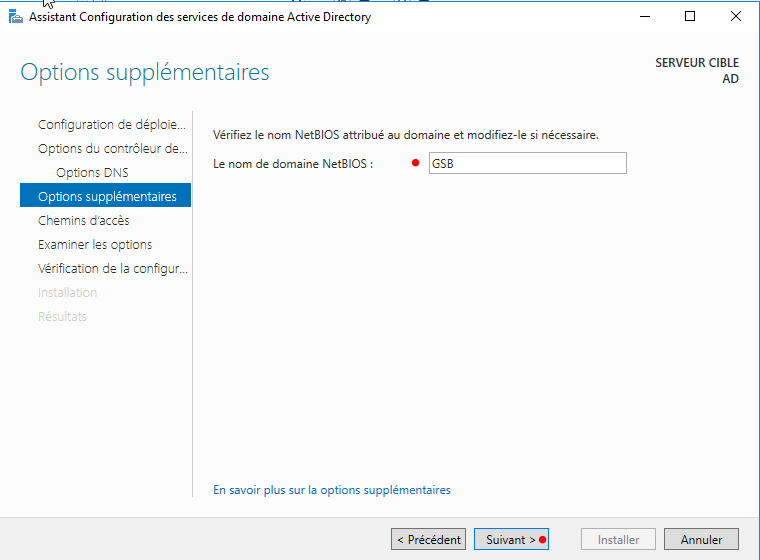 Assistant Configuration des services de domaine Active Directory
Options supplémentaires
SERVEUR CIBLE
AD
Configuration de déploie...
Options du contrôleur de...
Options DNS
Options supplémentaires
Chemins d'accès
Examiner les options
Vérification de la configur...
Installation
Résultats
Vérifiez le nom NetBIOS attribué au domaine et modifiez-le si nécessaire.
Le nom de domaine NetBIOS :
GSB
En savoir plus sur la options supplémentaires
< Précédent
Suivant >
Installer
Annuler